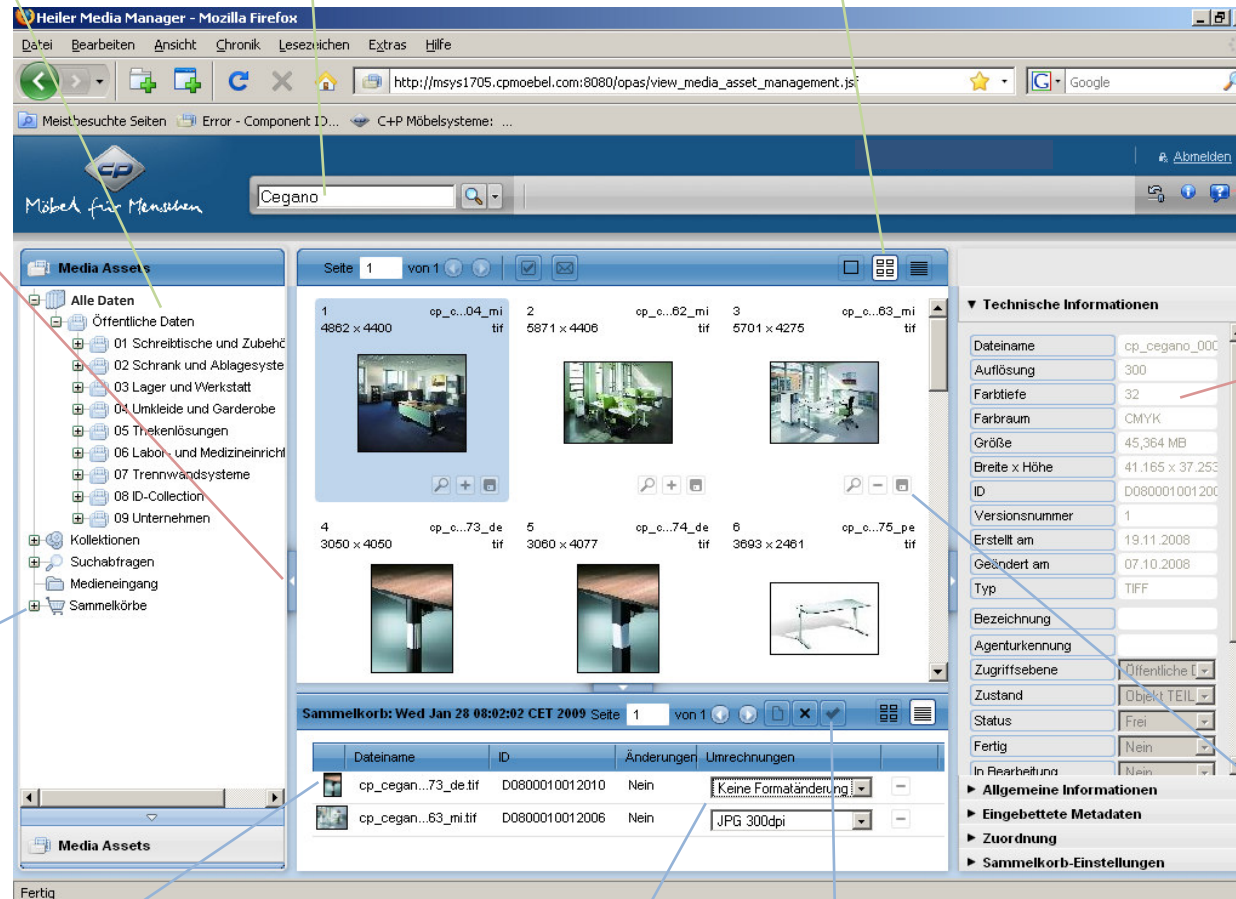 Heiler Media Manager - Mozilla Firefox
Datei Bearbeiten Ansicht Chronik Lesezeichen Extras Hilfe
http://msys1705.cpmoebel.com:8080/opas/view_media_asset_management.jsf
Google
Meistbesuchte Seiten Error - Component ID... C+P Möbelsysteme: ...
cp
Möbel für Menschen
Abmelden
Cegano
Media Assets
Alle Daten
Öffentliche Daten
01 Schreibtische und Zubehö
02 Schrank und Ablagesyste
03 Lager und Werkstatt
04 Umkleide und Garderobe
05 Thekenlösungen
06 Labor- und Medizineinricht
07 Trennwandsysteme
08 ID-Collection
09 Unternehmen
Kollektionen
Suchabfragen
Medieneingang
Sammelkörbe
Media Assets
Seite 1 von 1
1 cp_c...04_mi
4862 x 4400 tif
2 cp_c...62_mi
5871 x 4406 tif
3 cp_c...63_mi
5701 x 4275 tif
4 cp_c...73_de
3050 x 4050 tif
5 cp_c...74_de
3060 x 4077 tif
6 cp_c...75_pe
3693 x 2461 tif
Sammelkorb: Wed Jan 28 08:02:02 CET 2009 Seite 1 von 1
Dateiname ID Änderungen Umrechnungen
cp_cegan...73_de.tif D0800010012010 Nein Keine Formatänderung
cp_cegan...63_mi.tif D0800010012006 Nein JPG 300dpi
Technische Informationen
Dateiname cp_cegano_000
Auflösung 300
Farbtiefe 32
Farbraum CMYK
Größe 45,364 MB
Breite x Höhe 41.165 x 37.253
ID D080001001200
Versionsnummer 1
Erstellt am 19.11.2008
Geändert am 07.10.2008
Typ TIFF
Bezeichnung
Agenturkennung
Zugriffsebene Öffentliche D
Zustand Objekt TEIL
Status Frei
Fertig Nein
In Bearbeitung Nein
Allgemeine Informationen
Eingebettete Metadaten
Zuordnung
Sammelkorb-Einstellungen
Fertig